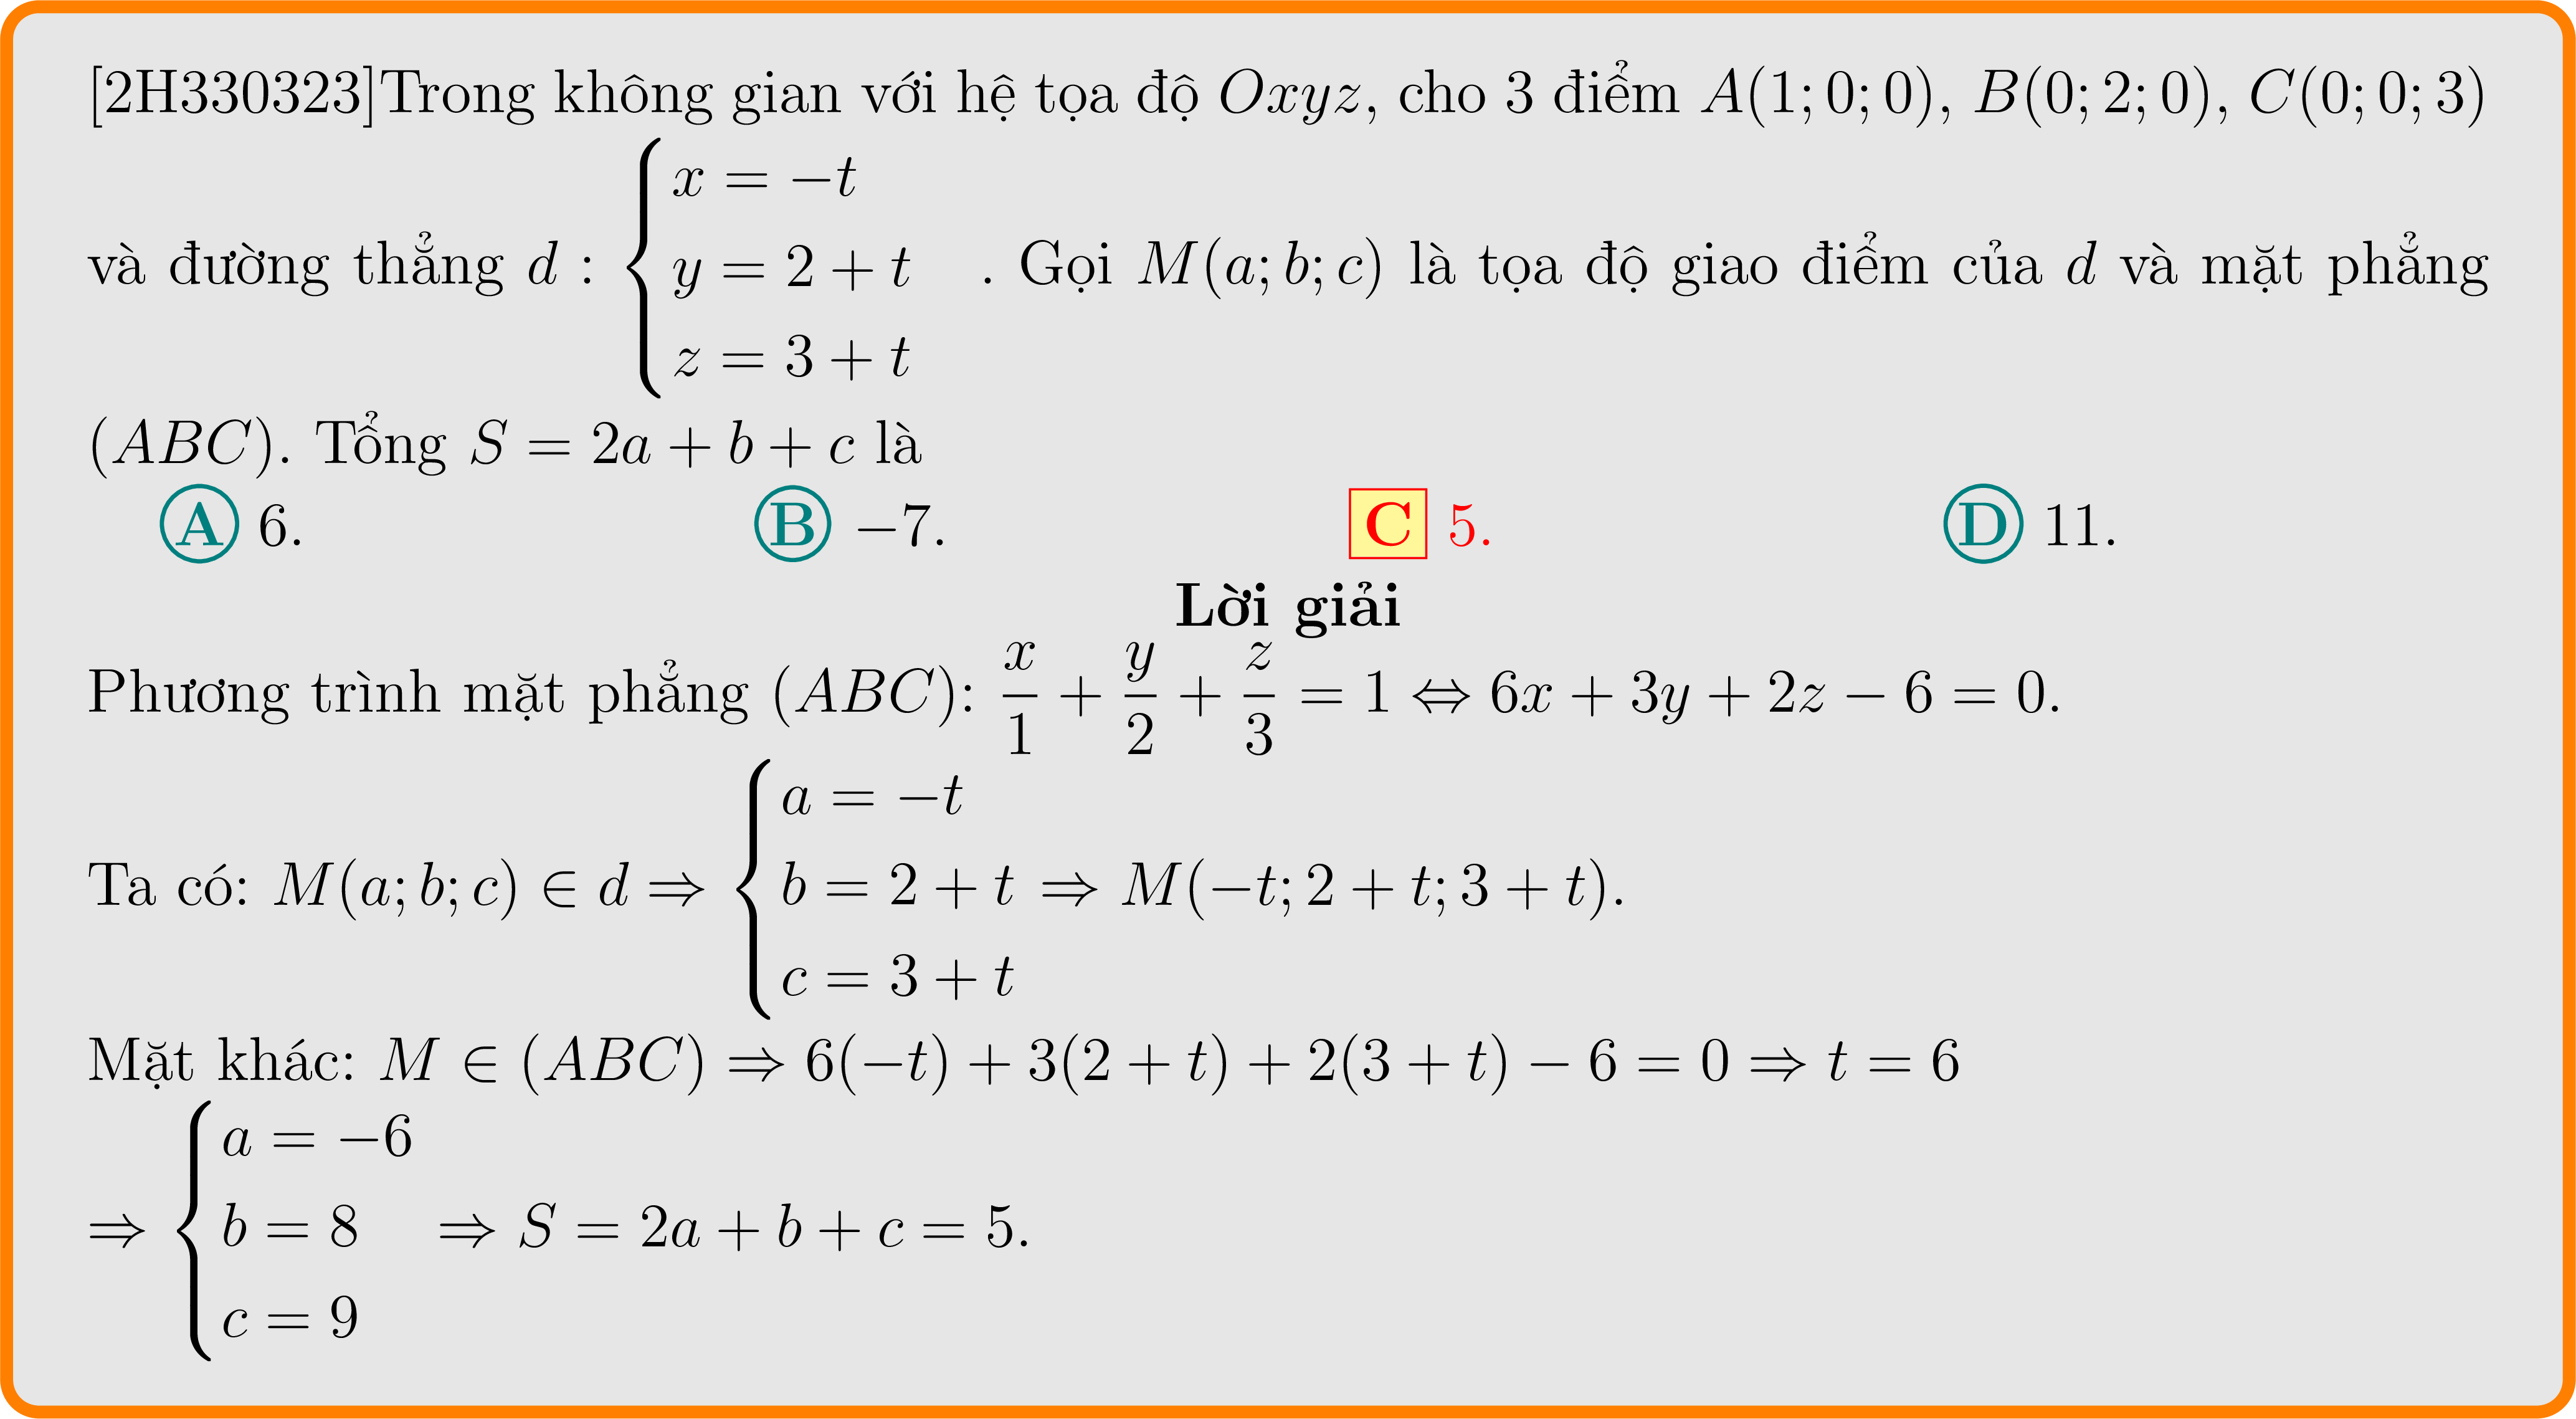 [2H330323]Trong không gian với hệ tọa độ $Oxyz$, cho 3 điểm $A(1;0;0)$, $B(0;2;0)$, $C(0;0;3)$
và đường thẳng $d : \begin{cases} x = -t \\ y = 2 + t \\ z = 3 + t \end{cases}$. Gọi $M(a;b;c)$ là tọa độ giao điểm của $d$ và mặt phẳng
$(ABC)$. Tổng $S = 2a + b + c$ là
A 6. B $-7$. C 5. D 11.
Lời giải
Phương trình mặt phẳng $(ABC)$: $\dfrac{x}{1} + \dfrac{y}{2} + \dfrac{z}{3} = 1 \Leftrightarrow 6x + 3y + 2z - 6 = 0$.
Ta có: $M(a;b;c) \in d \Rightarrow \begin{cases} a = -t \\ b = 2 + t \\ c = 3 + t \end{cases} \Rightarrow M(-t; 2 + t; 3 + t)$.
Mặt khác: $M \in (ABC) \Rightarrow 6(-t) + 3(2 + t) + 2(3 + t) - 6 = 0 \Rightarrow t = 6$
$\Rightarrow \begin{cases} a = -6 \\ b = 8 \\ c = 9 \end{cases} \Rightarrow S = 2a + b + c = 5$.